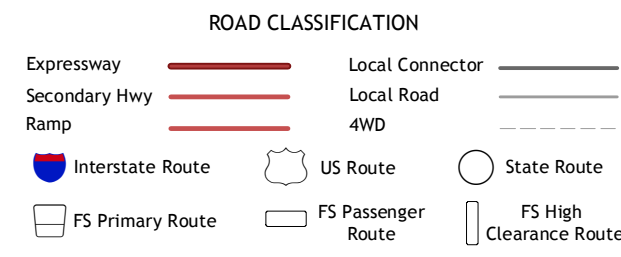 ROAD CLASSIFICATION
Expressway
Local Connector
Secondary Hwy
Local Road
Ramp
4WD
Interstate Route
US Route
State Route
FS Primary Route
FS Passenger
Route
FS High
Clearance Route